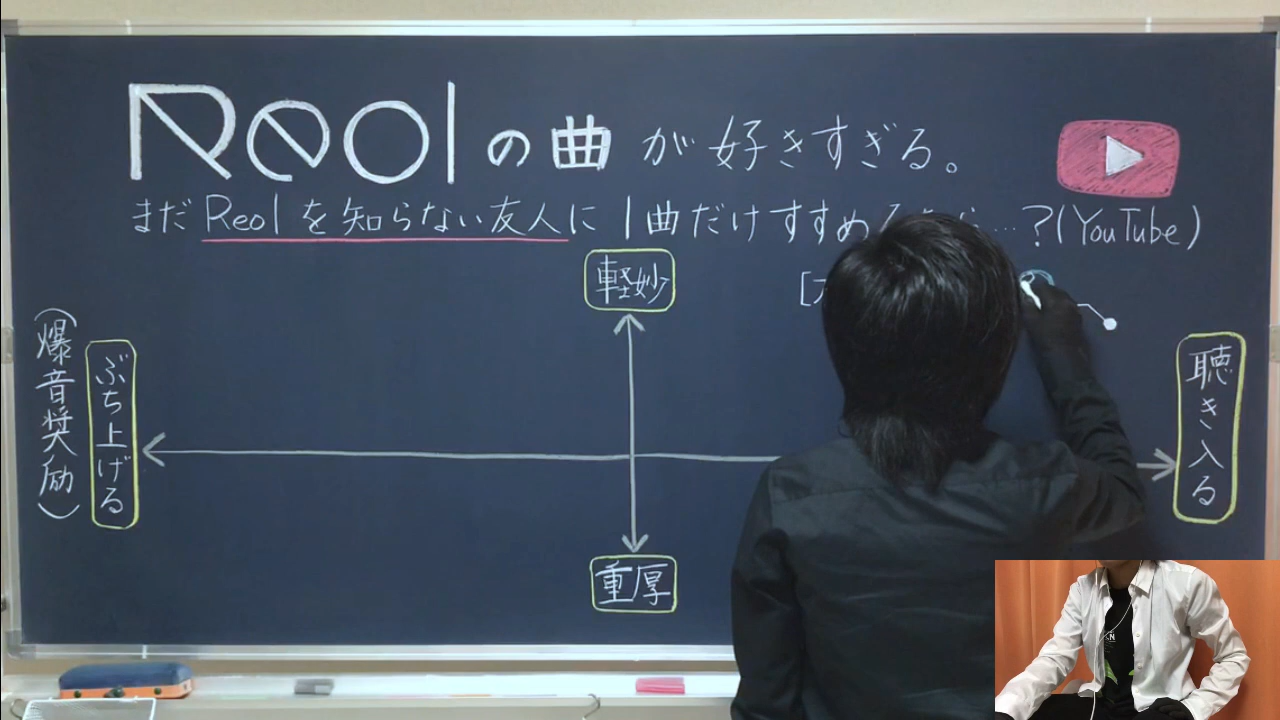 Reolの曲が好きすぎる。
まだReolを知らない友人に1曲だけすすめ…?(YouTube)
軽妙
(爆音奨励)
ぶち上げる
聴き入る
重厚